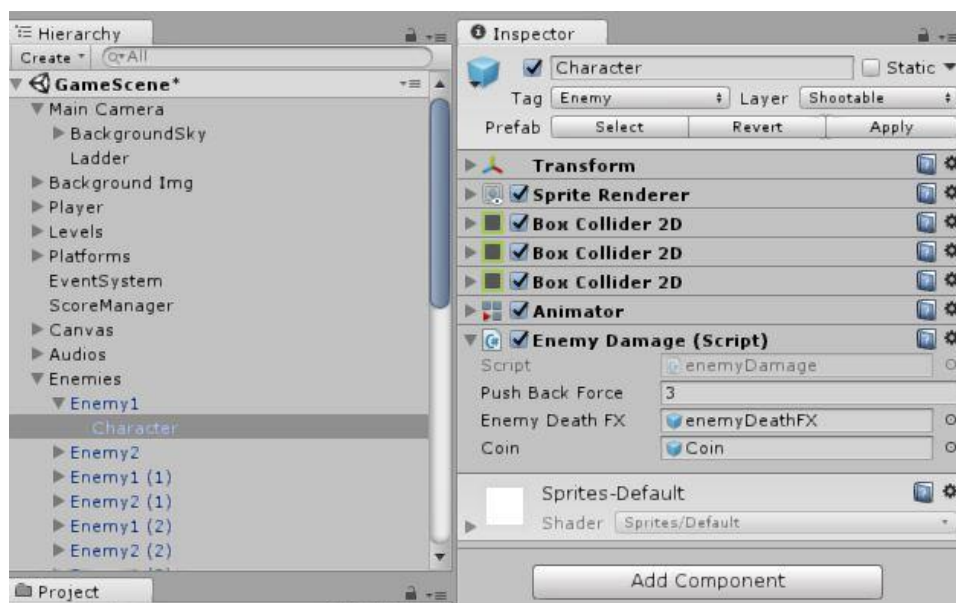 Hierarchy
Create
All
GameScene*
Main Camera
BackgroundSky
Ladder
Background Img
Player
Levels
Platforms
EventSystem
ScoreManager
Canvas
Audios
Enemies
Enemy1
Character
Enemy2
Enemy1 (1)
Enemy2 (1)
Enemy1 (2)
Enemy2 (2)
Project
Inspector
Character
Static
Tag Enemy Layer Shootable
Prefab Select Revert Apply
Transform
Sprite Renderer
Box Collider 2D
Box Collider 2D
Box Collider 2D
Animator
Enemy Damage (Script)
Script enemyDamage
Push Back Force 3
Enemy Death FX enemyDeathFX
Coin Coin
Sprites-Default
Shader Sprites/Default
Add Component